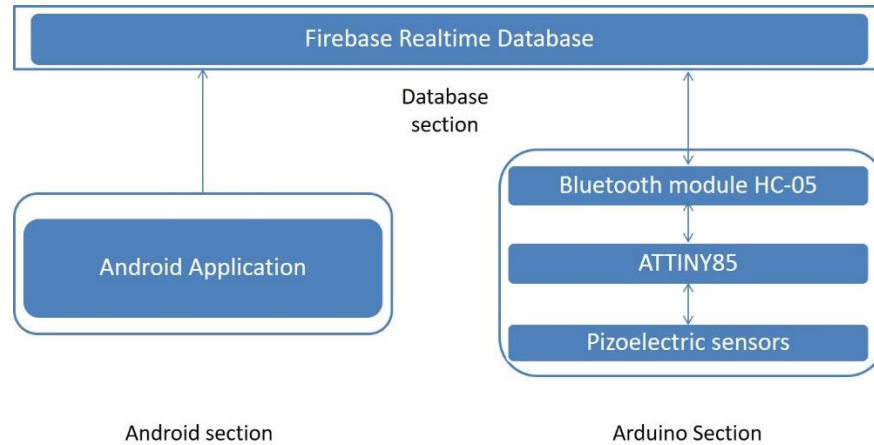 Firebase Realtime Database
Database
section
Bluetooth module HC-05
Android Application
ATTINY85
Pizoelectric sensors
Android section
Arduino Section